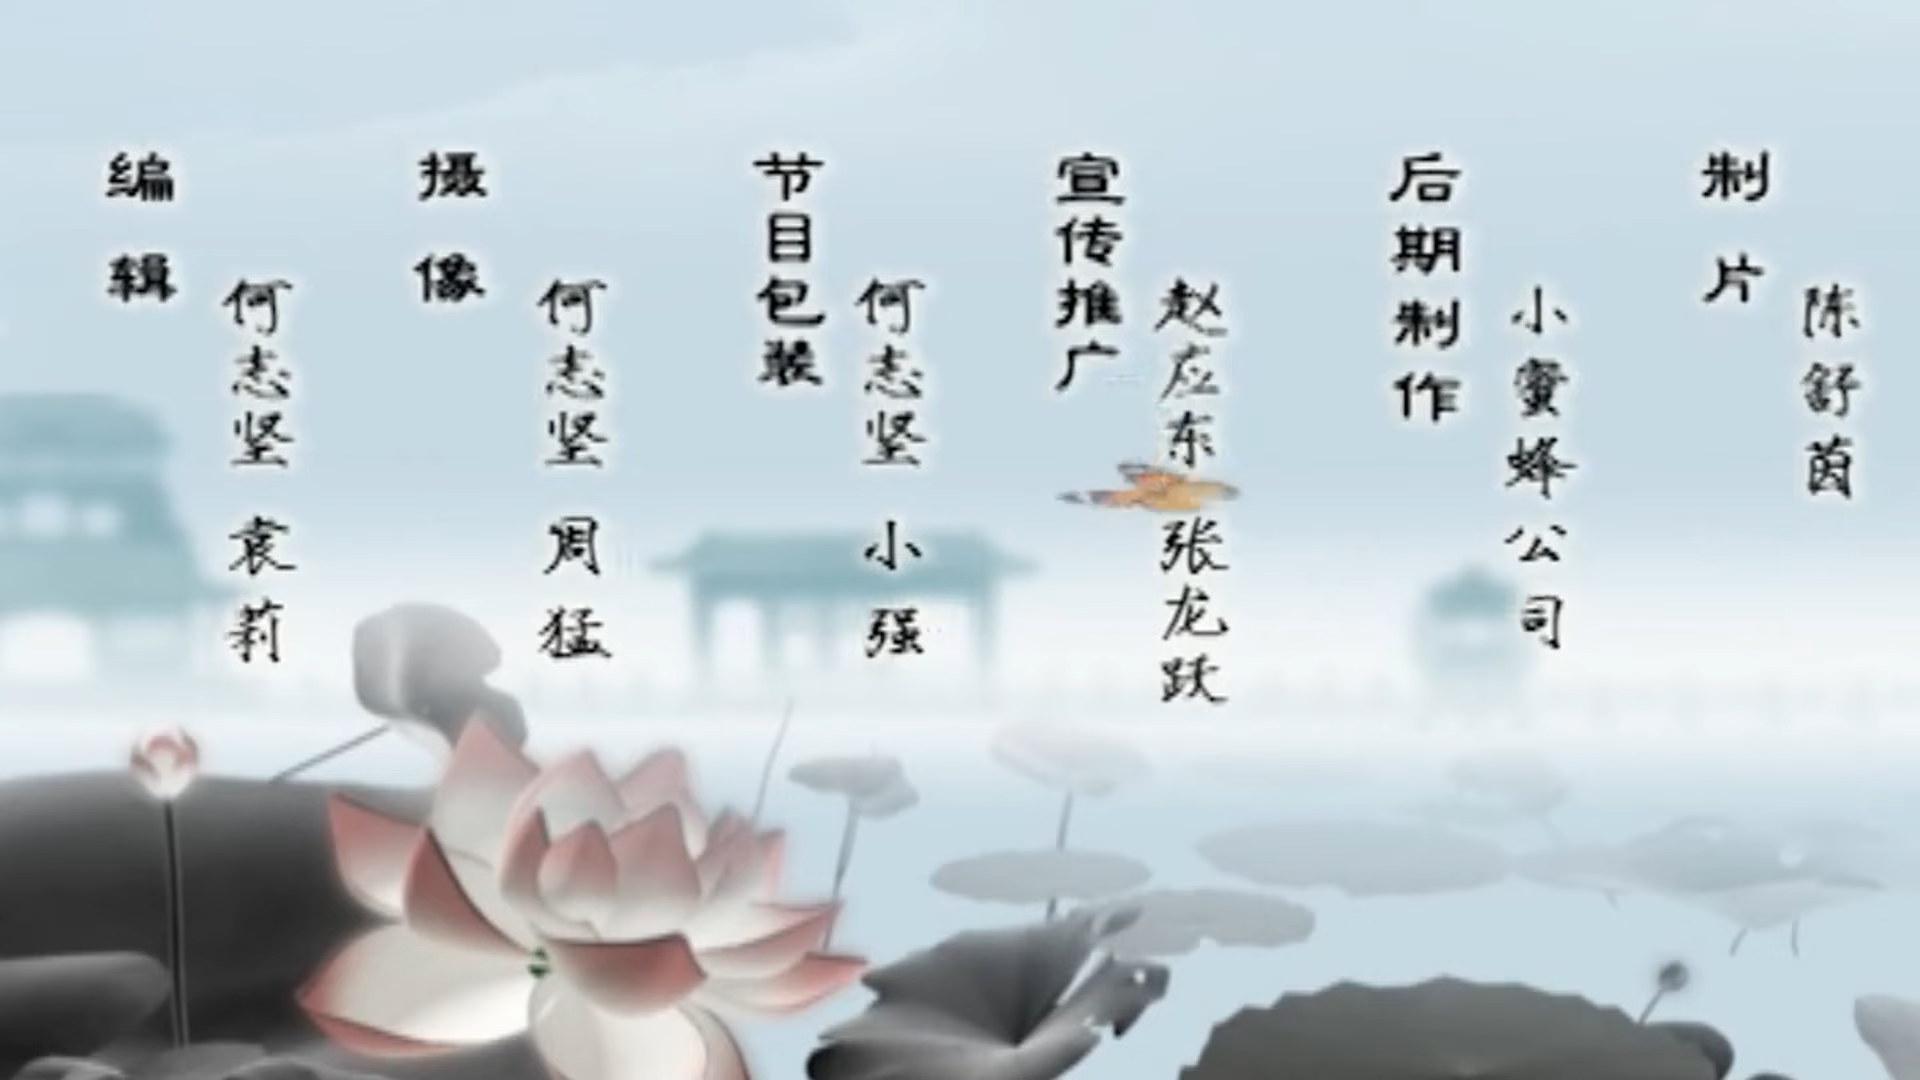 编辑
何志坚
袁莉
摄像
何志坚
周猛
节目包装
何志坚
小强
宣传推广
赵应东
张龙跃
后期制作
小蜜蜂公司
制片
陈舒茵